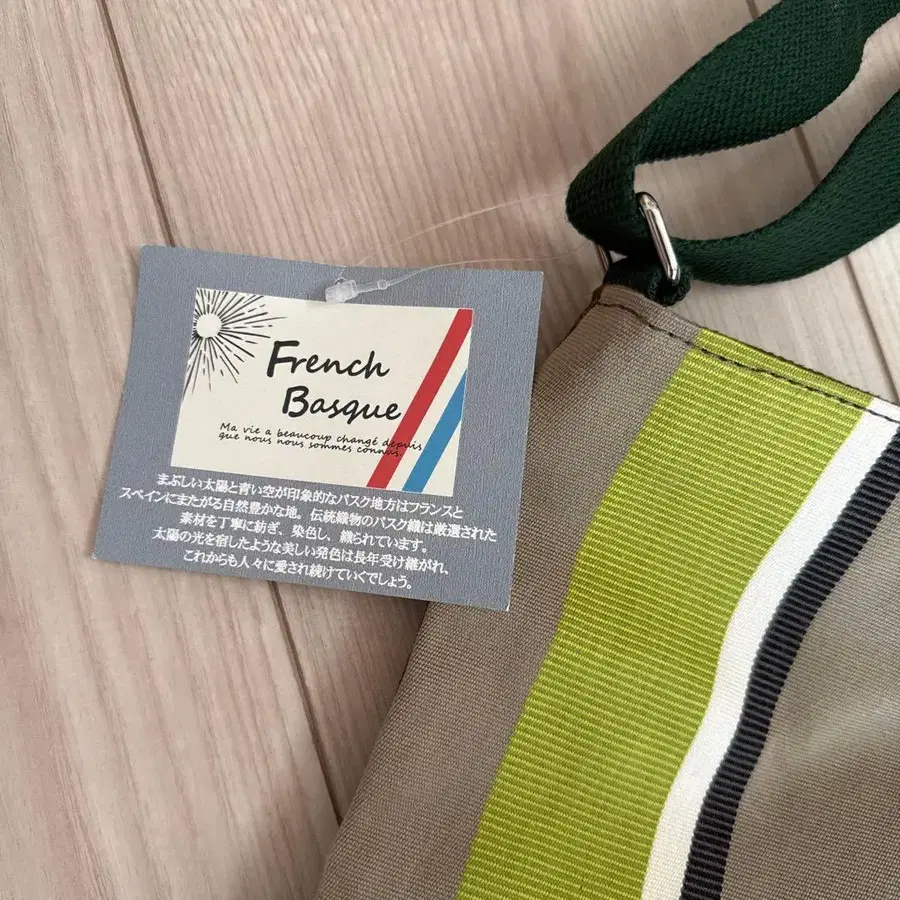 French
Basque
Ma vie a beaucoup changé depuis
que nous nous sommes connus.
まぶしい太陽と青い空が印象的なバスク地方はフランスと
スペインにまたがる自然豊かな地。伝統織物のバスク織は厳選された
素材を丁寧に紡ぎ、染色し、織られています。
太陽の光を宿したような美しい発色は長年受け継がれ、
これからも人々に愛され続けていくでしょう。